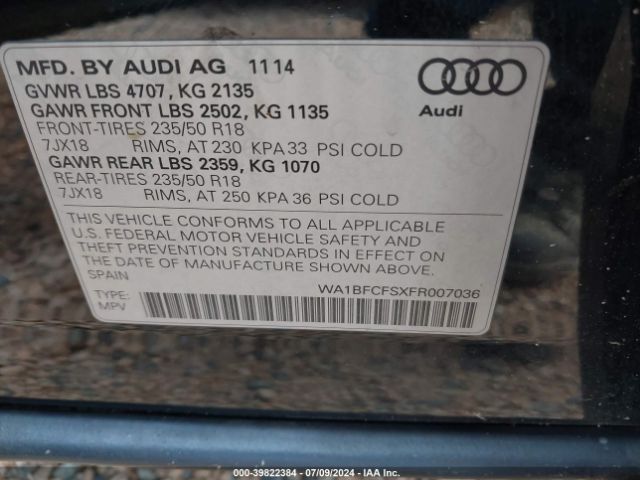 MFD. BY AUDI AG 1114
GVWR LBS 4707, KG 2135
GAWR FRONT LBS 2502, KG 1135
FRONT-TIRES 235/50 R18
7JX18 RIMS, AT 230 KPA 33 PSI COLD
GAWR REAR LBS 2359, KG 1070
REAR-TIRES 235/50 R18
7JX18 RIMS, AT 250 KPA 36 PSI COLD
Audi
THIS VEHICLE CONFORMS TO ALL APPLICABLE
U.S. FEDERAL MOTOR VEHICLE SAFETY AND
THEFT PREVENTION STANDARDS IN EFFECT ON
THE DATE OF MANUFACTURE SHOWN ABOVE.
SPAIN
WA1BFCFSXFR007036
TYPE:
MPV
000-39822384 - 07/09/2024 - IAA Inc.